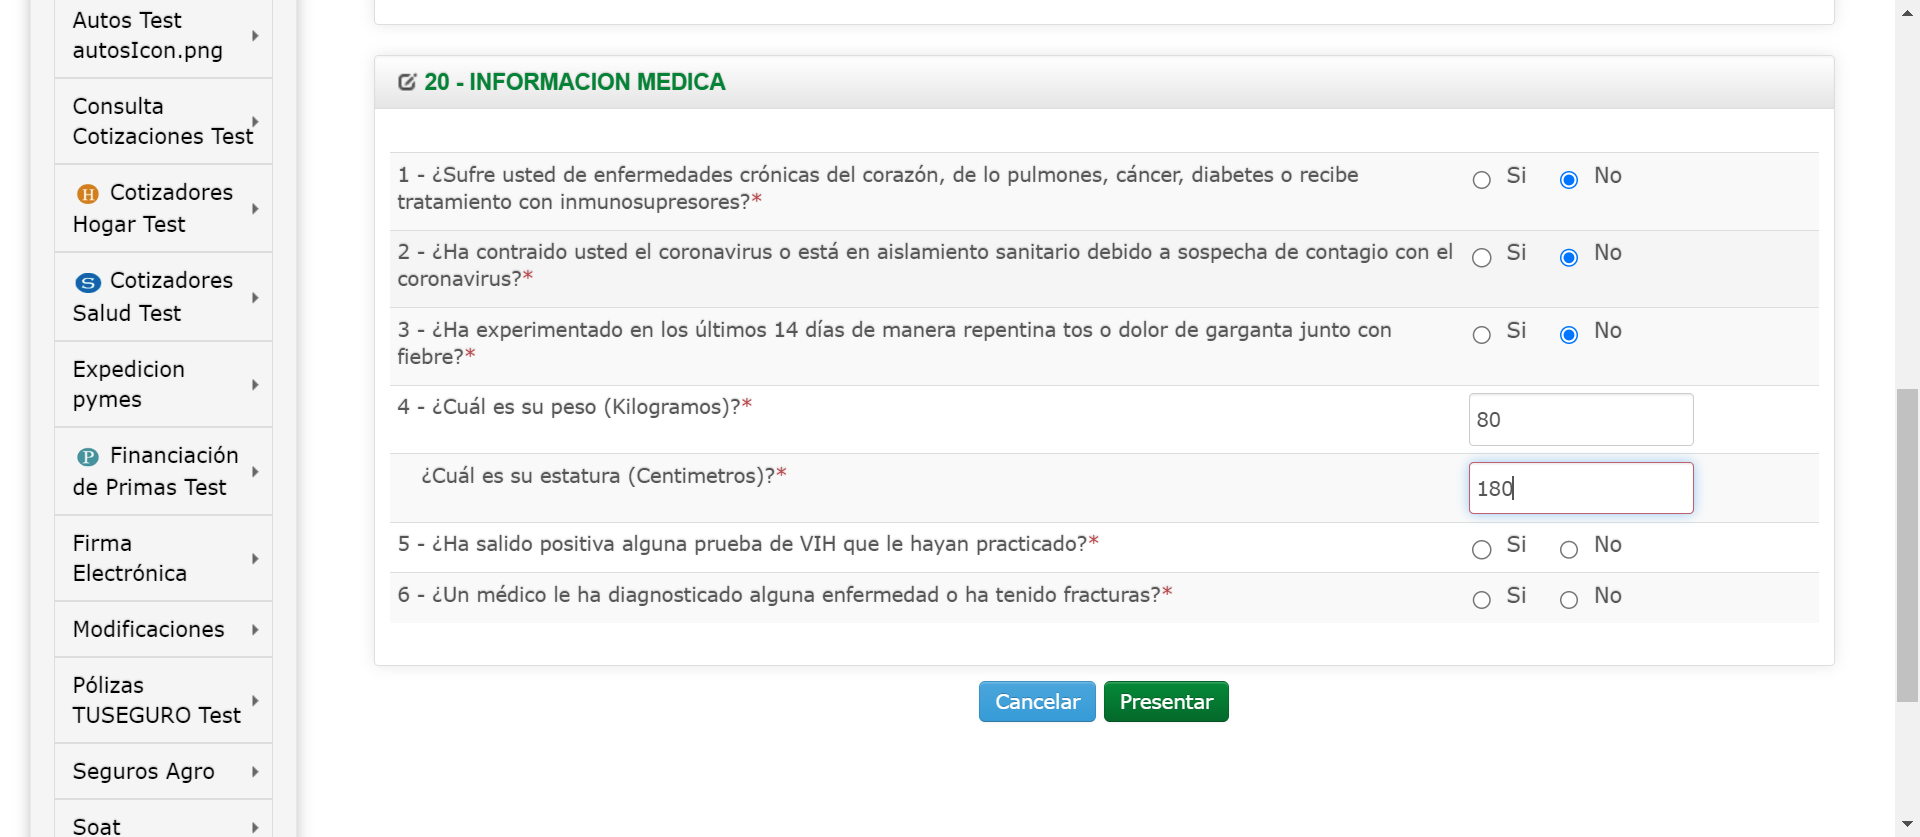 Autos Test
autosIcon.png
Consulta
Cotizaciones Test
H Cotizadores
Hogar Test
S Cotizadores
Salud Test
Expedicion
pymes
P Financiación
de Primas Test
Firma
Electrónica
Modificaciones
Pólizas
TUSEGURO Test
Seguros Agro
Soat
20 - INFORMACION MEDICA
1 - ¿Sufre usted de enfermedades crónicas del corazón, de lo pulmones, cáncer, diabetes o recibe
tratamiento con inmunosupresores?*
Si No
2 - ¿Ha contraido usted el coronavirus o está en aislamiento sanitario debido a sospecha de contagio con el
coronavirus?*
Si No
3 - ¿Ha experimentado en los últimos 14 días de manera repentina tos o dolor de garganta junto con
fiebre?*
Si No
4 - ¿Cuál es su peso (Kilogramos)?*
80
¿Cuál es su estatura (Centimetros)?*
180
5 - ¿Ha salido positiva alguna prueba de VIH que le hayan practicado?*
Si No
6 - ¿Un médico le ha diagnosticado alguna enfermedad o ha tenido fracturas?*
Si No
Cancelar Presentar